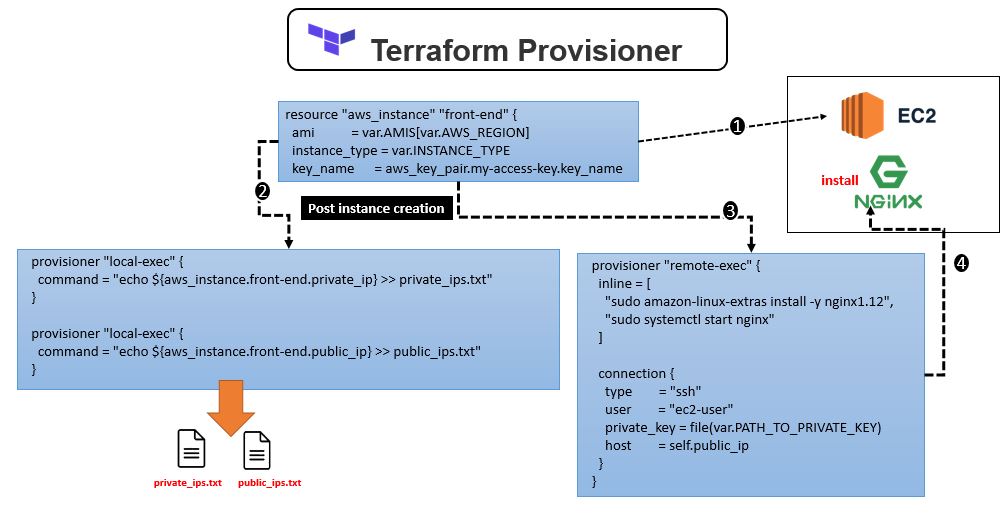 Terraform Provisioner
resource "aws_instance" "front-end" {
ami = var.AMIS[var.AWS_REGION]
instance_type = var.INSTANCE_TYPE
key_name = aws_key_pair.my-access-key.key_name
1
EC2
install
NGiNX
2
Post instance creation
3
4
provisioner "local-exec" {
command = "echo ${aws_instance.front-end.private_ip} >> private_ips.txt"
}
provisioner "local-exec" {
command = "echo ${aws_instance.front-end.public_ip} >> public_ips.txt"
}
private_ips.txt
public_ips.txt
provisioner "remote-exec" {
inline = [
"sudo amazon-linux-extras install -y nginx1.12",
"sudo systemctl start nginx"
]
connection {
type = "ssh"
user = "ec2-user"
private_key = file(var.PATH_TO_PRIVATE_KEY)
host = self.public_ip
}
}